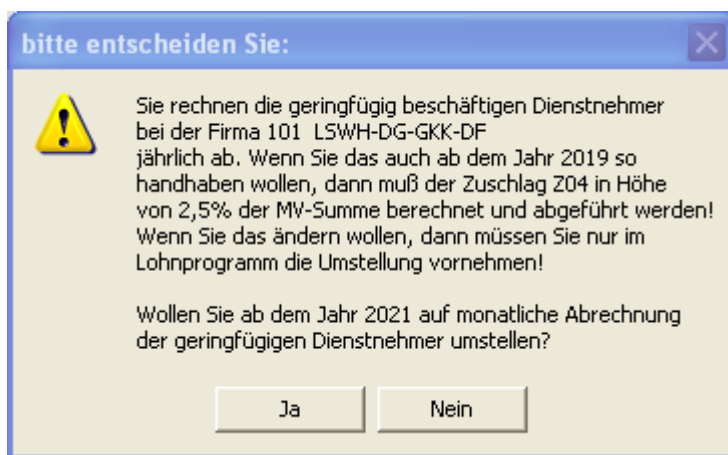 bitte entscheiden Sie:
Sie rechnen die geringfügig beschäftigen Dienstnehmer
bei der Firma 101 LSWH-DG-GKK-DF
jährlich ab. Wenn Sie das auch ab dem Jahr 2019 so
handhaben wollen, dann muß der Zuschlag Z04 in Höhe
von 2,5% der MV-Summe berechnet und abgeführt werden!
Wenn Sie das ändern wollen, dann müssen Sie nur im
Lohnprogramm die Umstellung vornehmen!
Wollen Sie ab dem Jahr 2021 auf monatliche Abrechnung
der geringfügigen Dienstnehmer umstellen?
Ja Nein